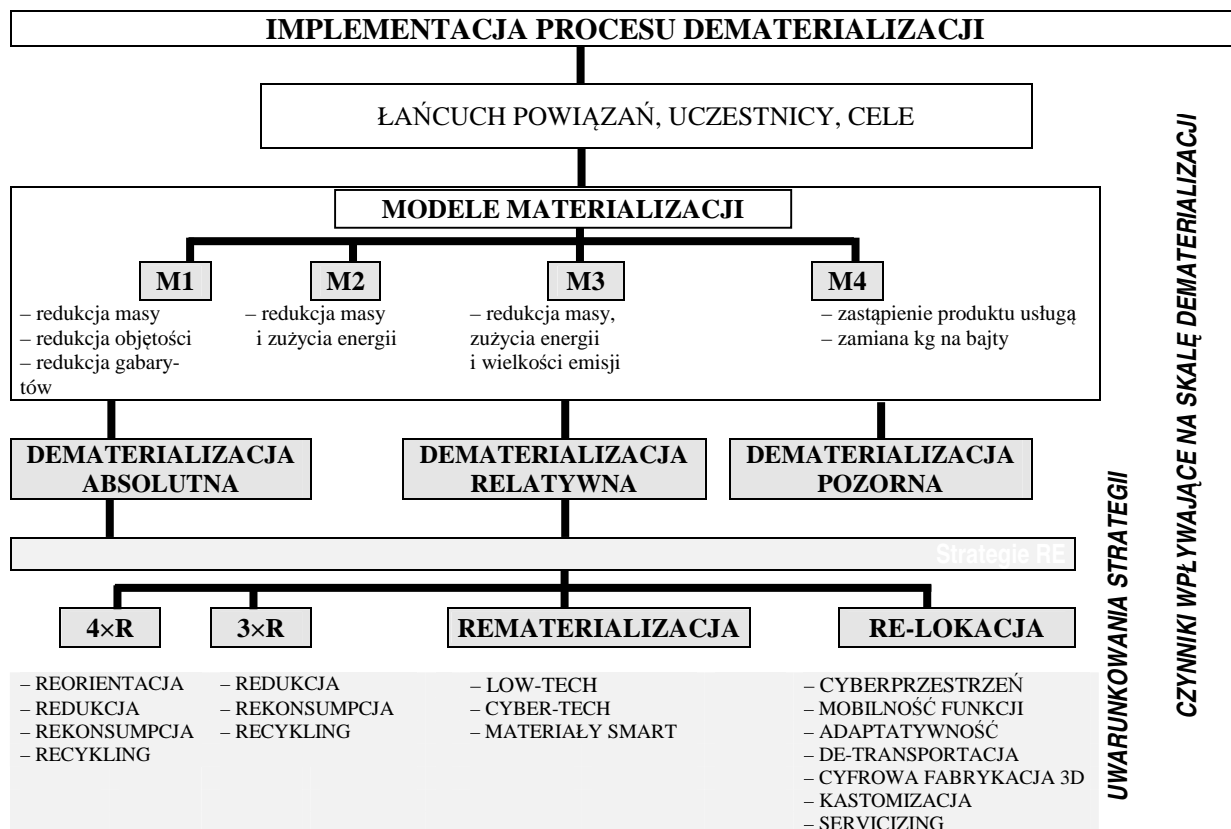 IMPLEMENTACJA PROCESU DEMATERIALIZACJI
ŁAŃCUCH POWIĄZAŃ, UCZESTNICY, CELE
MODELE MATERIALIZACJI
M1
– redukcja masy
– redukcja objętości
– redukcja gabary-
tów
M2
– redukcja masy
i zużycia energii
M3
– redukcja masy,
zużycia energii
i wielkości emisji
M4
– zastąpienie produktu usługą
– zamiana kg na bajty
DEMATERIALIZACJA
ABSOLUTNA
DEMATERIALIZACJA
RELATYWNA
DEMATERIALIZACJA
POZORNA
Strategie RE
4×R
– REORIENTACJA
– REDUKCJA
– REKONSUMPCJA
– RECYKLING
3×R
– REDUKCJA
– REKONSUMPCJA
– RECYKLING
REMATERIALIZACJA
– LOW-TECH
– CYBER-TECH
– MATERIAŁY SMART
RE-LOKACJA
– CYBERPRZESTRZEŃ
– MOBILNOŚĆ FUNKCJI
– ADAPTATYWNOŚĆ
– DE-TRANSPORTACJA
– CYFROWA FABRYKACJA 3D
– KASTOMIZACJA
– SERVICIZING
UWARUNKOWANIA STRATEGII
CZYNNIKI WPŁYWAJĄCE NA SKALĘ DEMATERIALIZACJI